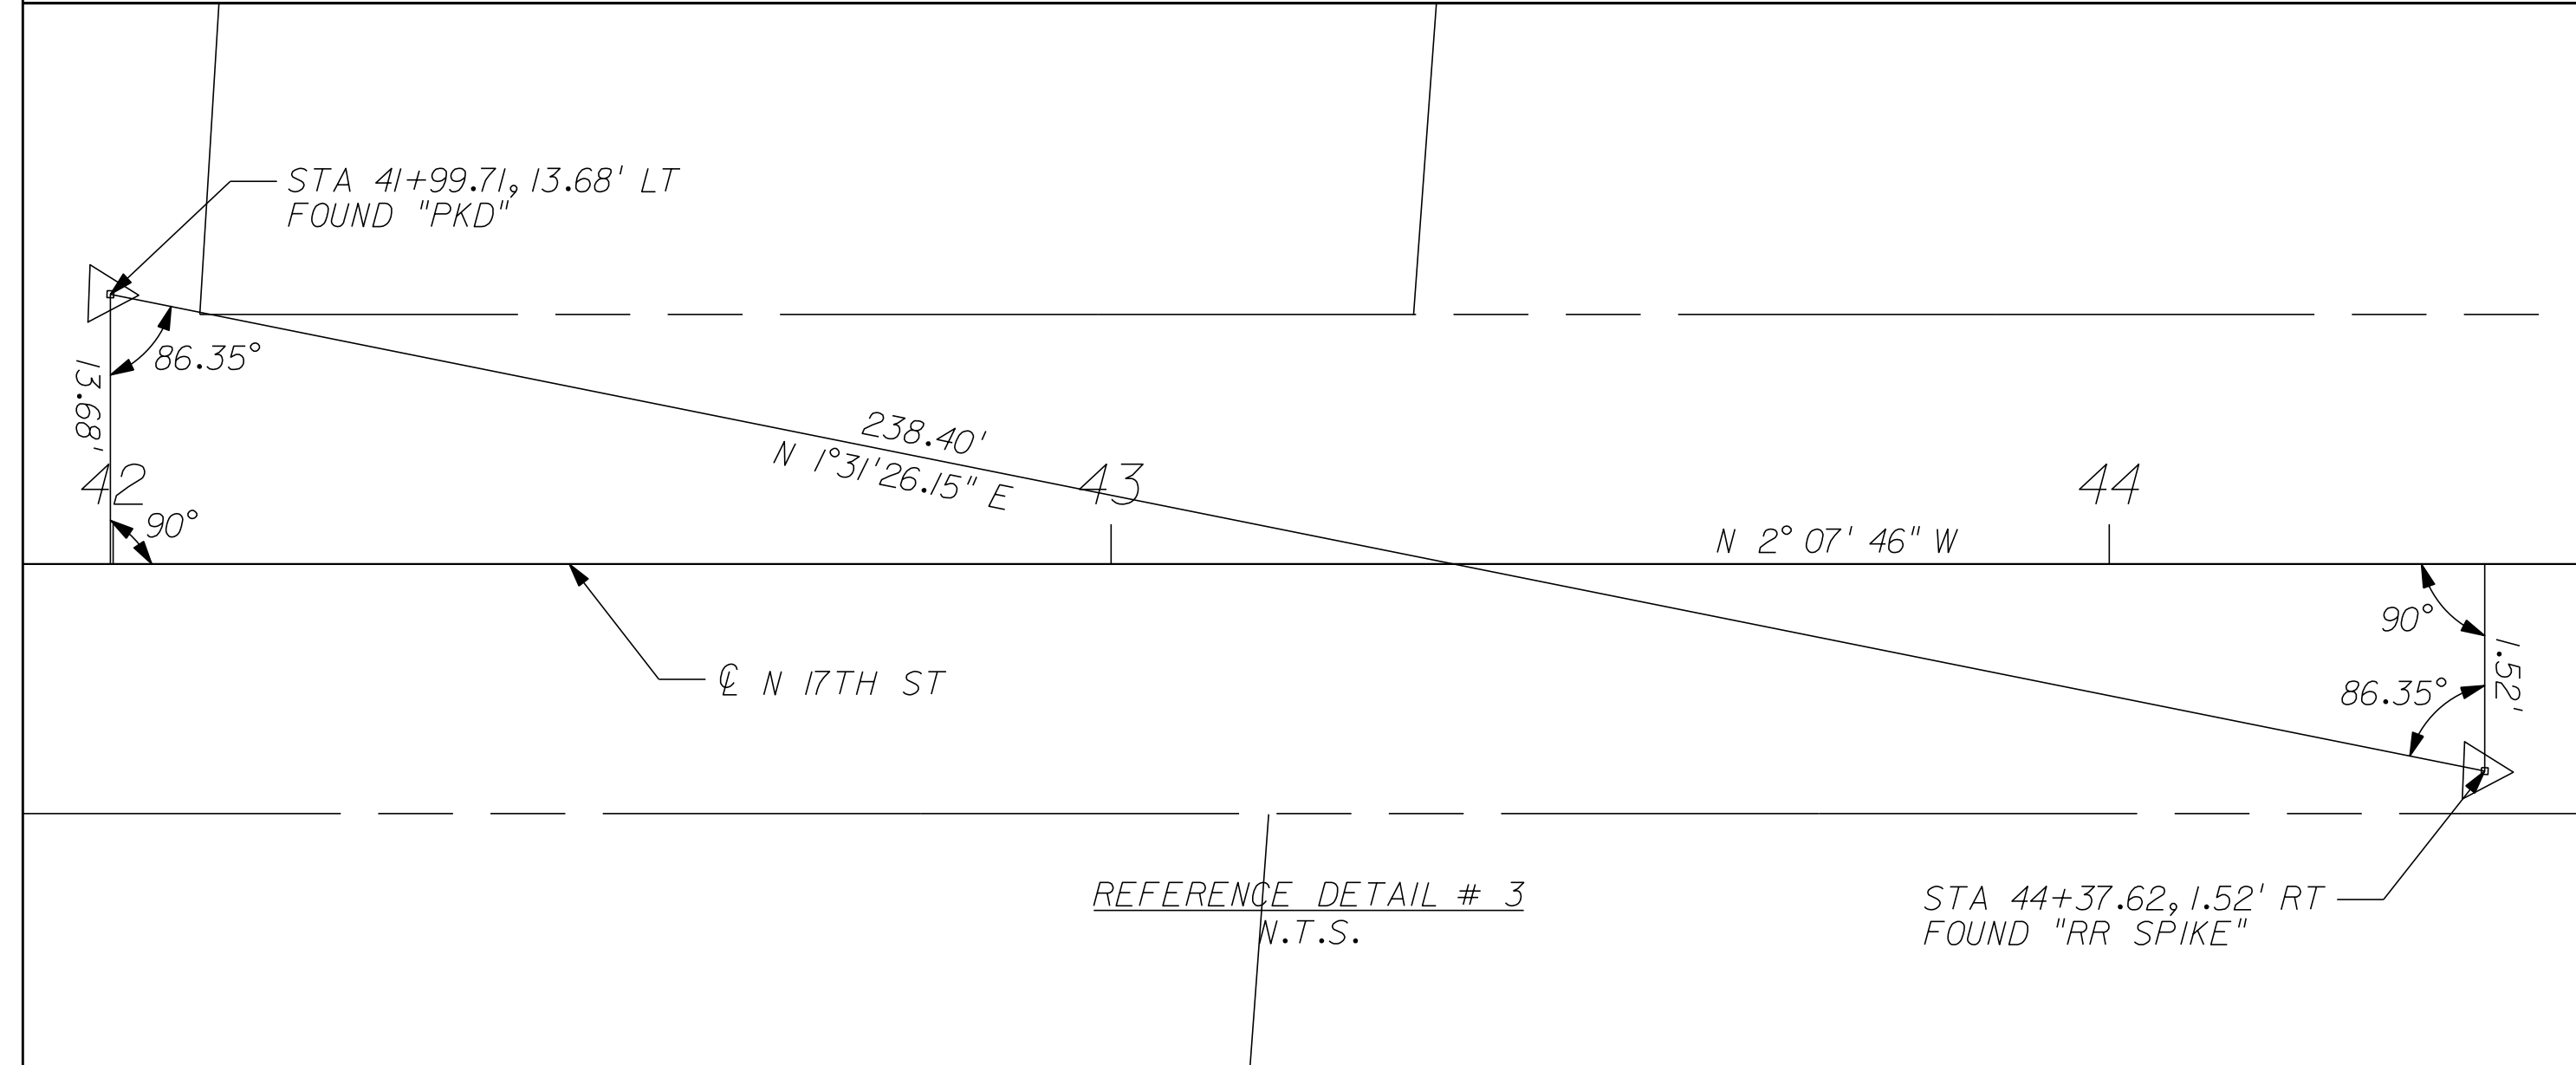 STA 41+99.71, 13.68' LT
FOUND "PKD"
86.35°
13.68'
238.40'
N 1°31'26.15" E
42
43
44
90°
N 2° 07' 46" W
90°
1.52'
86.35°
℄ N 17TH ST
REFERENCE DETAIL # 3
N.T.S.
STA 44+37.62, 1.52' RT
FOUND "RR SPIKE"